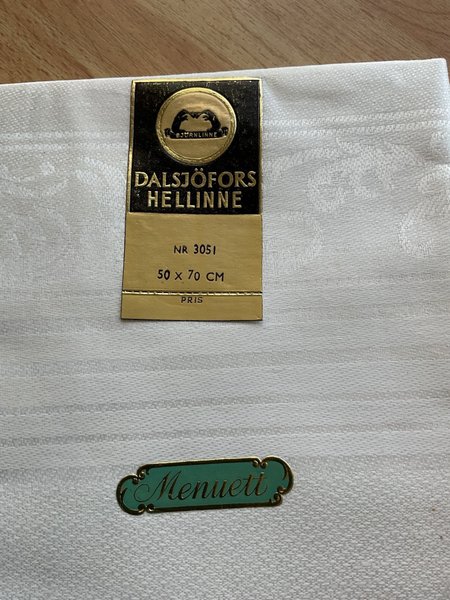 BJÖRNLINNE
DALSJÖFORS
HELLINNE
NR 3051
50 X 70 CM
PRIS
Menuett